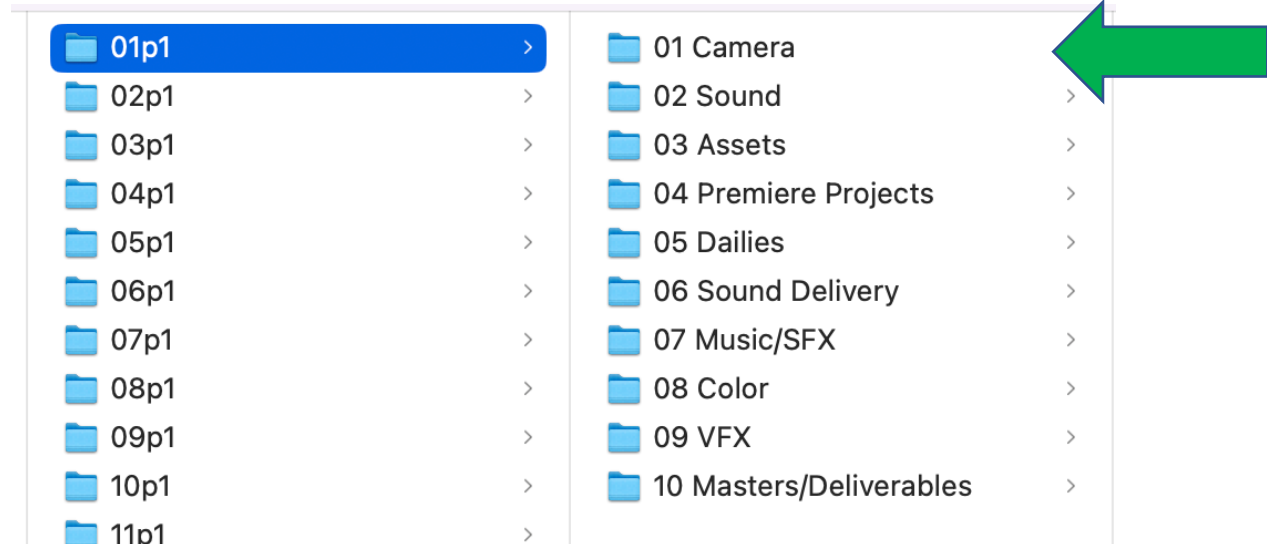 01p1
02p1
03p1
04p1
05p1
06p1
07p1
08p1
09p1
10p1
11p1
01 Camera
02 Sound
03 Assets
04 Premiere Projects
05 Dailies
06 Sound Delivery
07 Music/SFX
08 Color
09 VFX
10 Masters/Deliverables